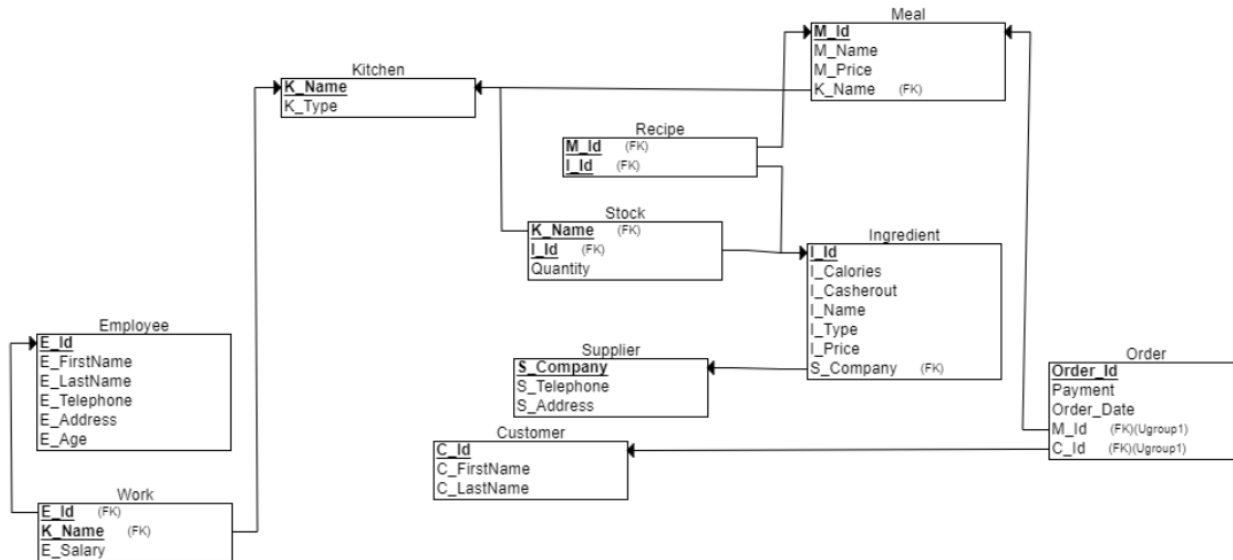 Meal
M_Id
M_Name
M_Price
K_Name (FK)
Kitchen
K_Name
K_Type
Recipe
M_Id (FK)
I_Id (FK)
Stock
K_Name (FK)
I_Id (FK)
Quantity
Ingredient
I_Id
I_Calories
I_Casherout
I_Name
I_Type
I_Price
S_Company (FK)
Employee
E_Id
E_FirstName
E_LastName
E_Telephone
E_Address
E_Age
Supplier
S_Company
S_Telephone
S_Address
Order
Order_Id
Payment
Order_Date
M_Id (FK)(Ugroup1)
C_Id (FK)(Ugroup1)
Customer
C_Id
C_FirstName
C_LastName
Work
E_Id (FK)
K_Name (FK)
E_Salary